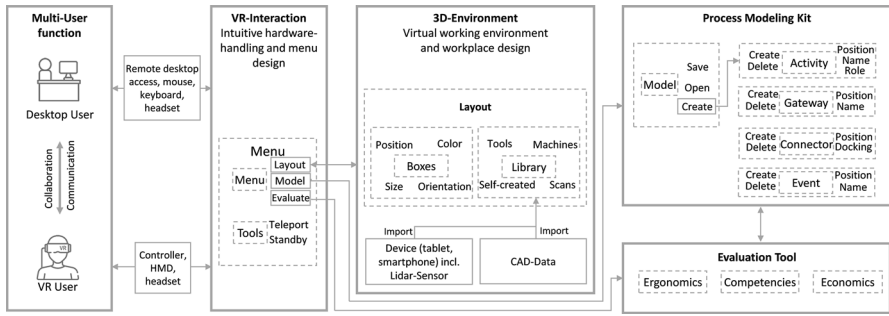 Multi-User
function
Desktop User
Collaboration
Communication
VR
VR User
Remote desktop
access, mouse,
keyboard,
headset
Controller,
HMD,
headset
VR-Interaction
Intuitive hardware-
handling and menu
design
Menu
Layout
Menu
Model
Evaluate
Tools
Teleport
Standby
3D-Environment
Virtual working environment
and workplace design
Layout
Position
Color
Boxes
Size
Orientation
Tools
Machines
Library
Self-created
Scans
Import
Import
Device (tablet,
smartphone) incl.
Lidar-Sensor
CAD-Data
Process Modeling Kit
Save
Model
Open
Create
Create
Delete
Activity
Position
Name
Role
Create
Delete
Gateway
Position
Name
Create
Delete
Connector
Position
Docking
Create
Delete
Event
Position
Name
Evaluation Tool
Ergonomics
Competencies
Economics